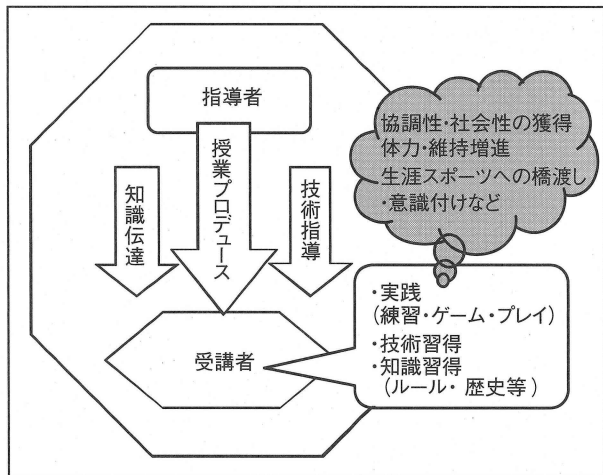 指導者
知識伝達
授業プロデュース
技術指導
受講者
協調性・社会性の獲得
体力・維持増進
生涯スポーツへの橋渡し
・意識付けなど
・実践
(練習・ゲーム・プレイ)
・技術習得
・知識習得
(ルール・歴史等)